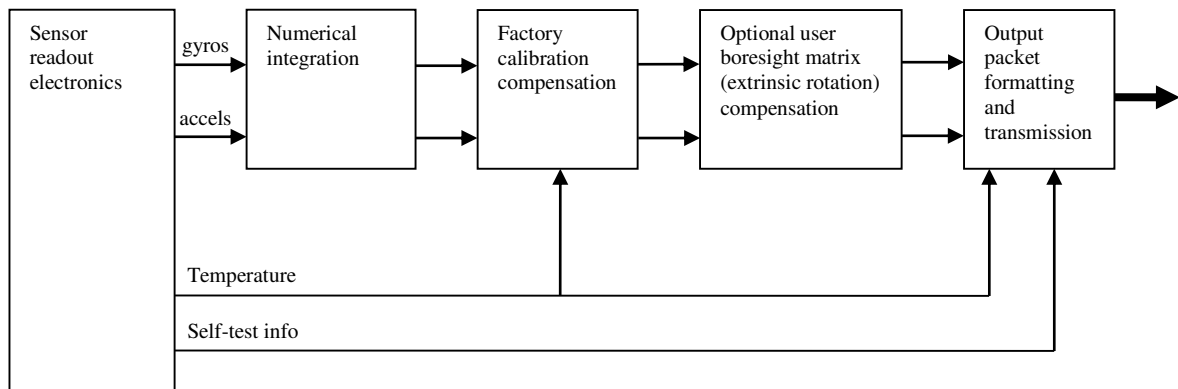 Sensor
readout
electronics
gyros
accels
Numerical
integration
Factory
calibration
compensation
Optional user
boresight matrix
(extrinsic rotation)
compensation
Output
packet
formatting
and
transmission
Temperature
Self-test info